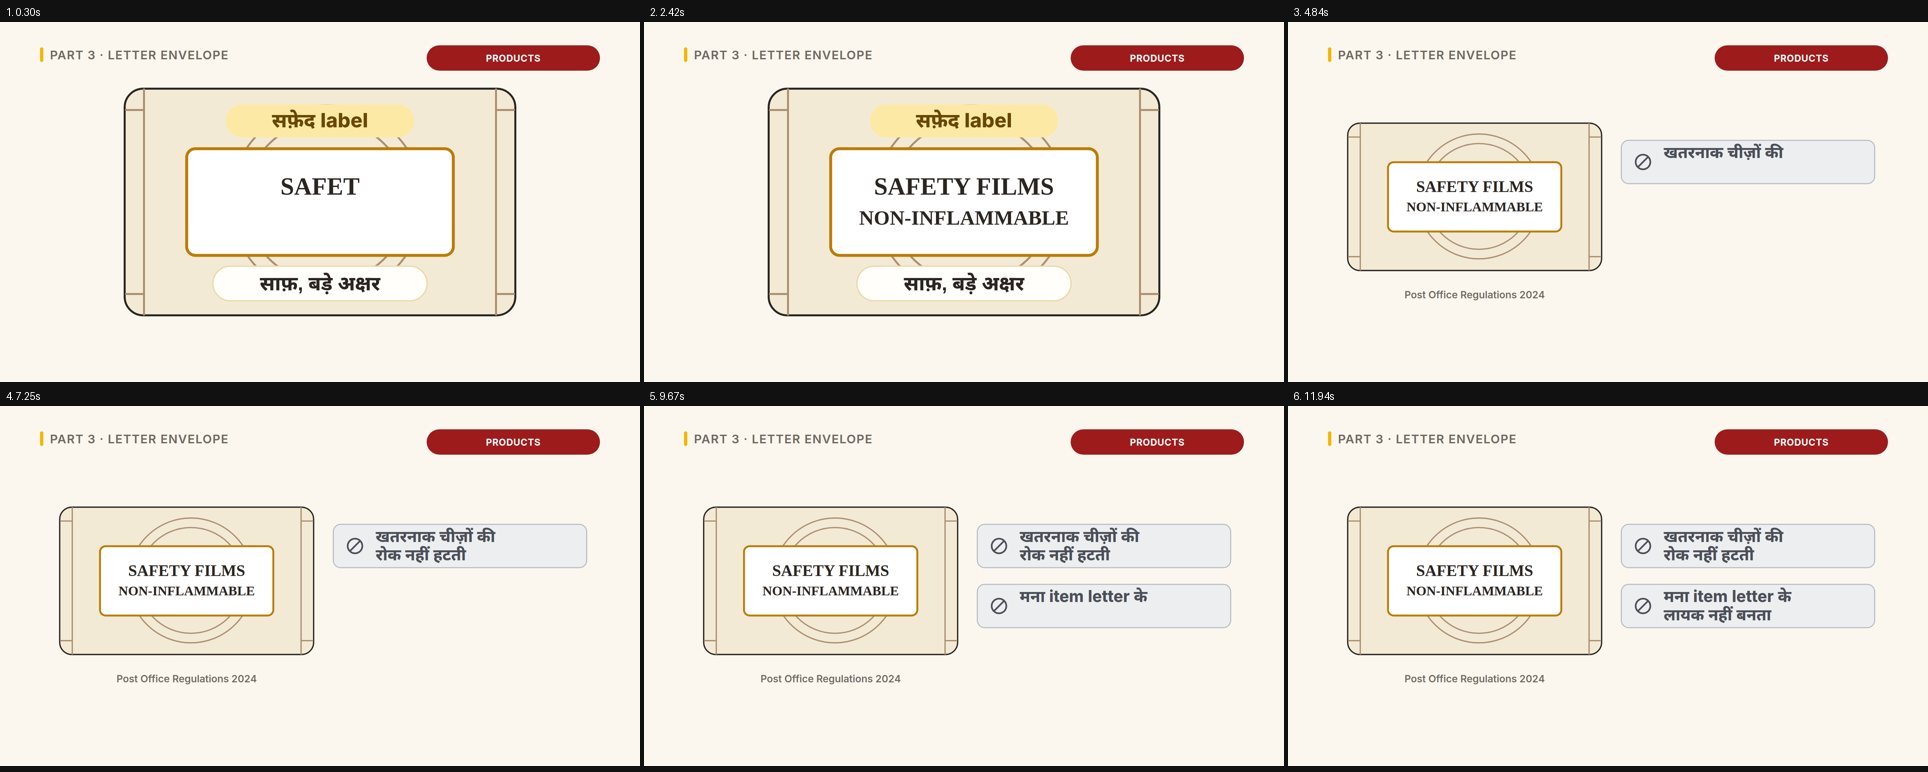 1. 0.30s
PART 3 · LETTER ENVELOPE
PRODUCTS
सफ़ेद label
SAFET
साफ़, बड़े अक्षर
2. 2.42s
PART 3 · LETTER ENVELOPE
PRODUCTS
सफ़ेद label
SAFETY FILMS
NON-INFLAMMABLE
साफ़, बड़े अक्षर
3. 4.84s
PART 3 · LETTER ENVELOPE
PRODUCTS
SAFETY FILMS
NON-INFLAMMABLE
Post Office Regulations 2024
खतरनाक चीज़ों की
4. 7.25s
PART 3 · LETTER ENVELOPE
PRODUCTS
SAFETY FILMS
NON-INFLAMMABLE
Post Office Regulations 2024
खतरनाक चीज़ों की
रोक नहीं हटती
5. 9.67s
PART 3 · LETTER ENVELOPE
PRODUCTS
SAFETY FILMS
NON-INFLAMMABLE
Post Office Regulations 2024
खतरनाक चीज़ों की
रोक नहीं हटती
मना item letter के
6. 11.94s
PART 3 · LETTER ENVELOPE
PRODUCTS
SAFETY FILMS
NON-INFLAMMABLE
Post Office Regulations 2024
खतरनाक चीज़ों की
रोक नहीं हटती
मना item letter के
लायक नहीं बनता